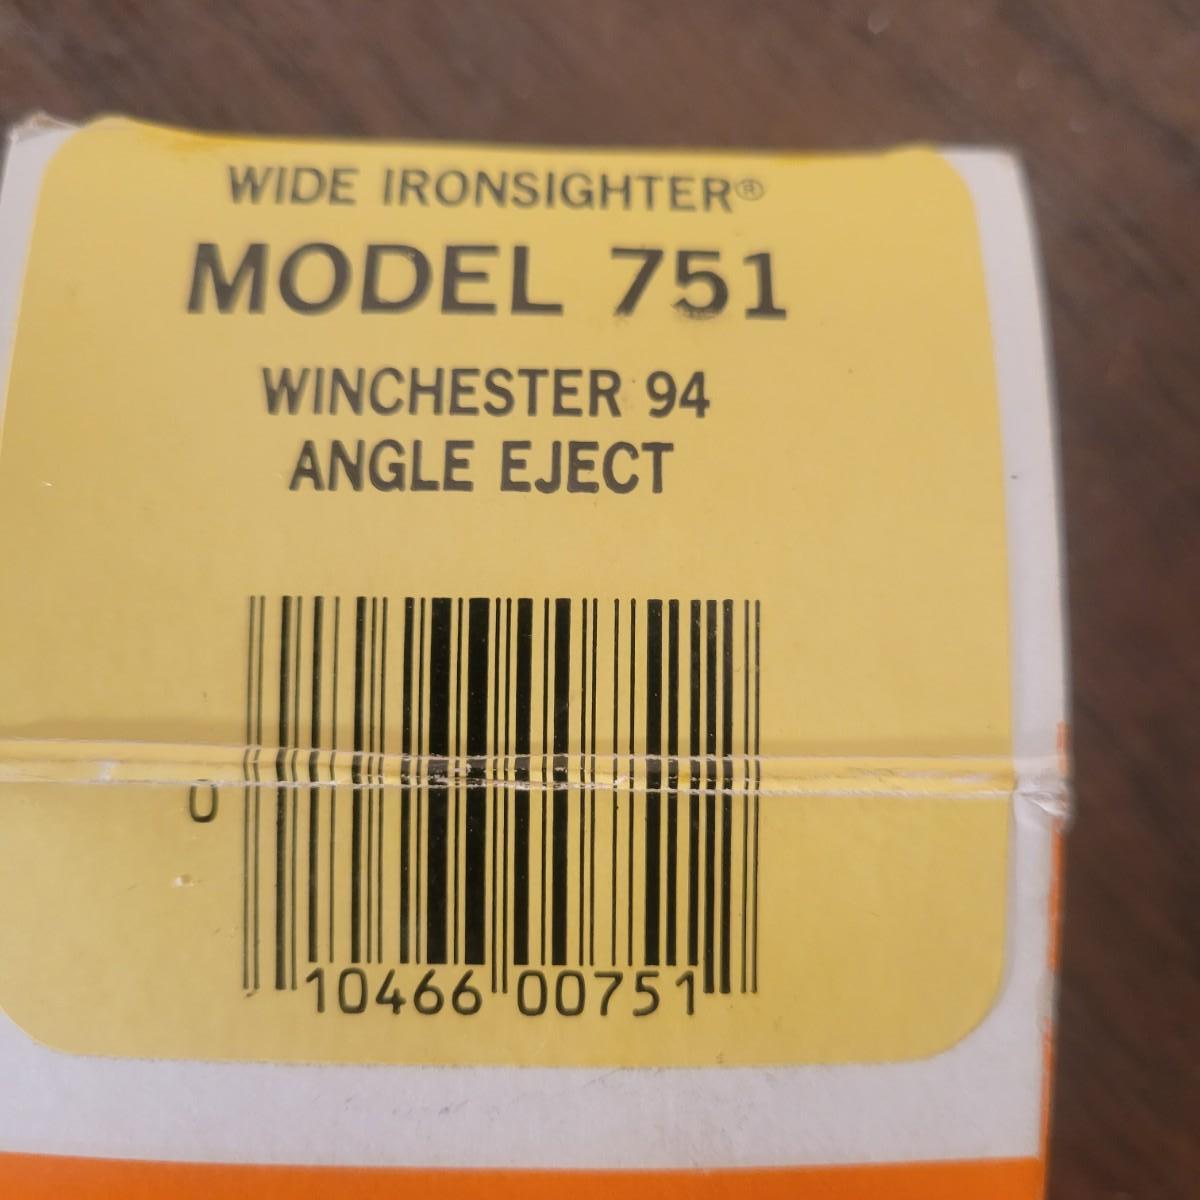 WIDE IRONSIGHTER®
MODEL 751
WINCHESTER 94
ANGLE EJECT
0
10466 00751